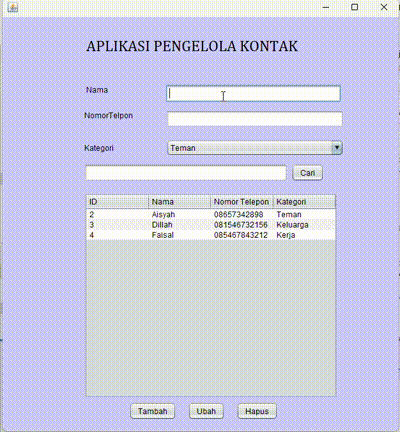 APLIKASI PENGELOLA KONTAK
Nama
NomorTelpon
Kategori Teman
Cari
ID Nama Nomor Telepon Kategori
2 Aisyah 08657342898 Teman
3 Dillah 081546732156 Keluarga
4 Faisal 085467843212 Kerja
Tambah Ubah Hapus